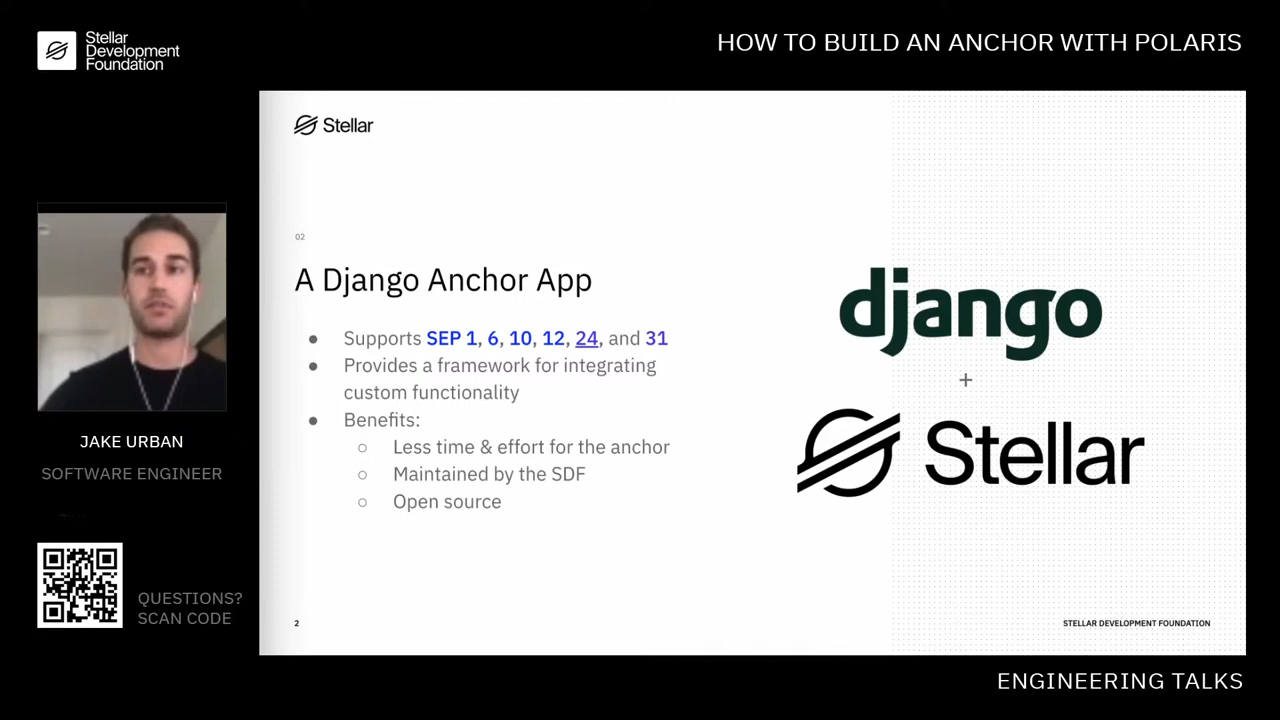 Stellar
Development
Foundation
HOW TO BUILD AN ANCHOR WITH POLARIS
Stellar
02
A Django Anchor App
● Supports SEP 1, 6, 10, 12, 24, and 31
● Provides a framework for integrating
custom functionality
● Benefits:
○ Less time & effort for the anchor
○ Maintained by the SDF
○ Open source
django
+
Stellar
2
STELLAR DEVELOPMENT FOUNDATION
JAKE URBAN
SOFTWARE ENGINEER
QUESTIONS?
SCAN CODE
ENGINEERING TALKS